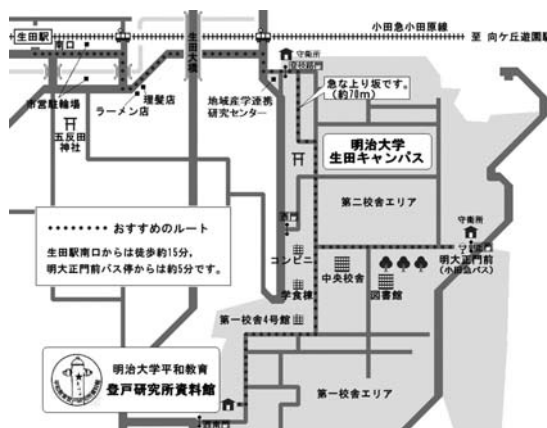 小田急小田原線
生田駅
至 向ケ丘遊園駅
南口
生田大橋
守衛所
市営駐輪場
理髪店
ラーメン店
地域産学連携
研究センター
急な上り坂です。
(約70m)
五反田
神社
明治大学
生田キャンパス
第二校舎エリア
おすすめのルート
生田駅南口からは徒歩約15分,
明大正門前バス停からは約5分です。
西門
守衛所
正門
明大正門前
(小田急バス)
コンビニ
中央校舎
図書館
学食棟
第一校舎4号館
明治大学平和教育
登戸研究所資料館
第一校舎エリア
西南門